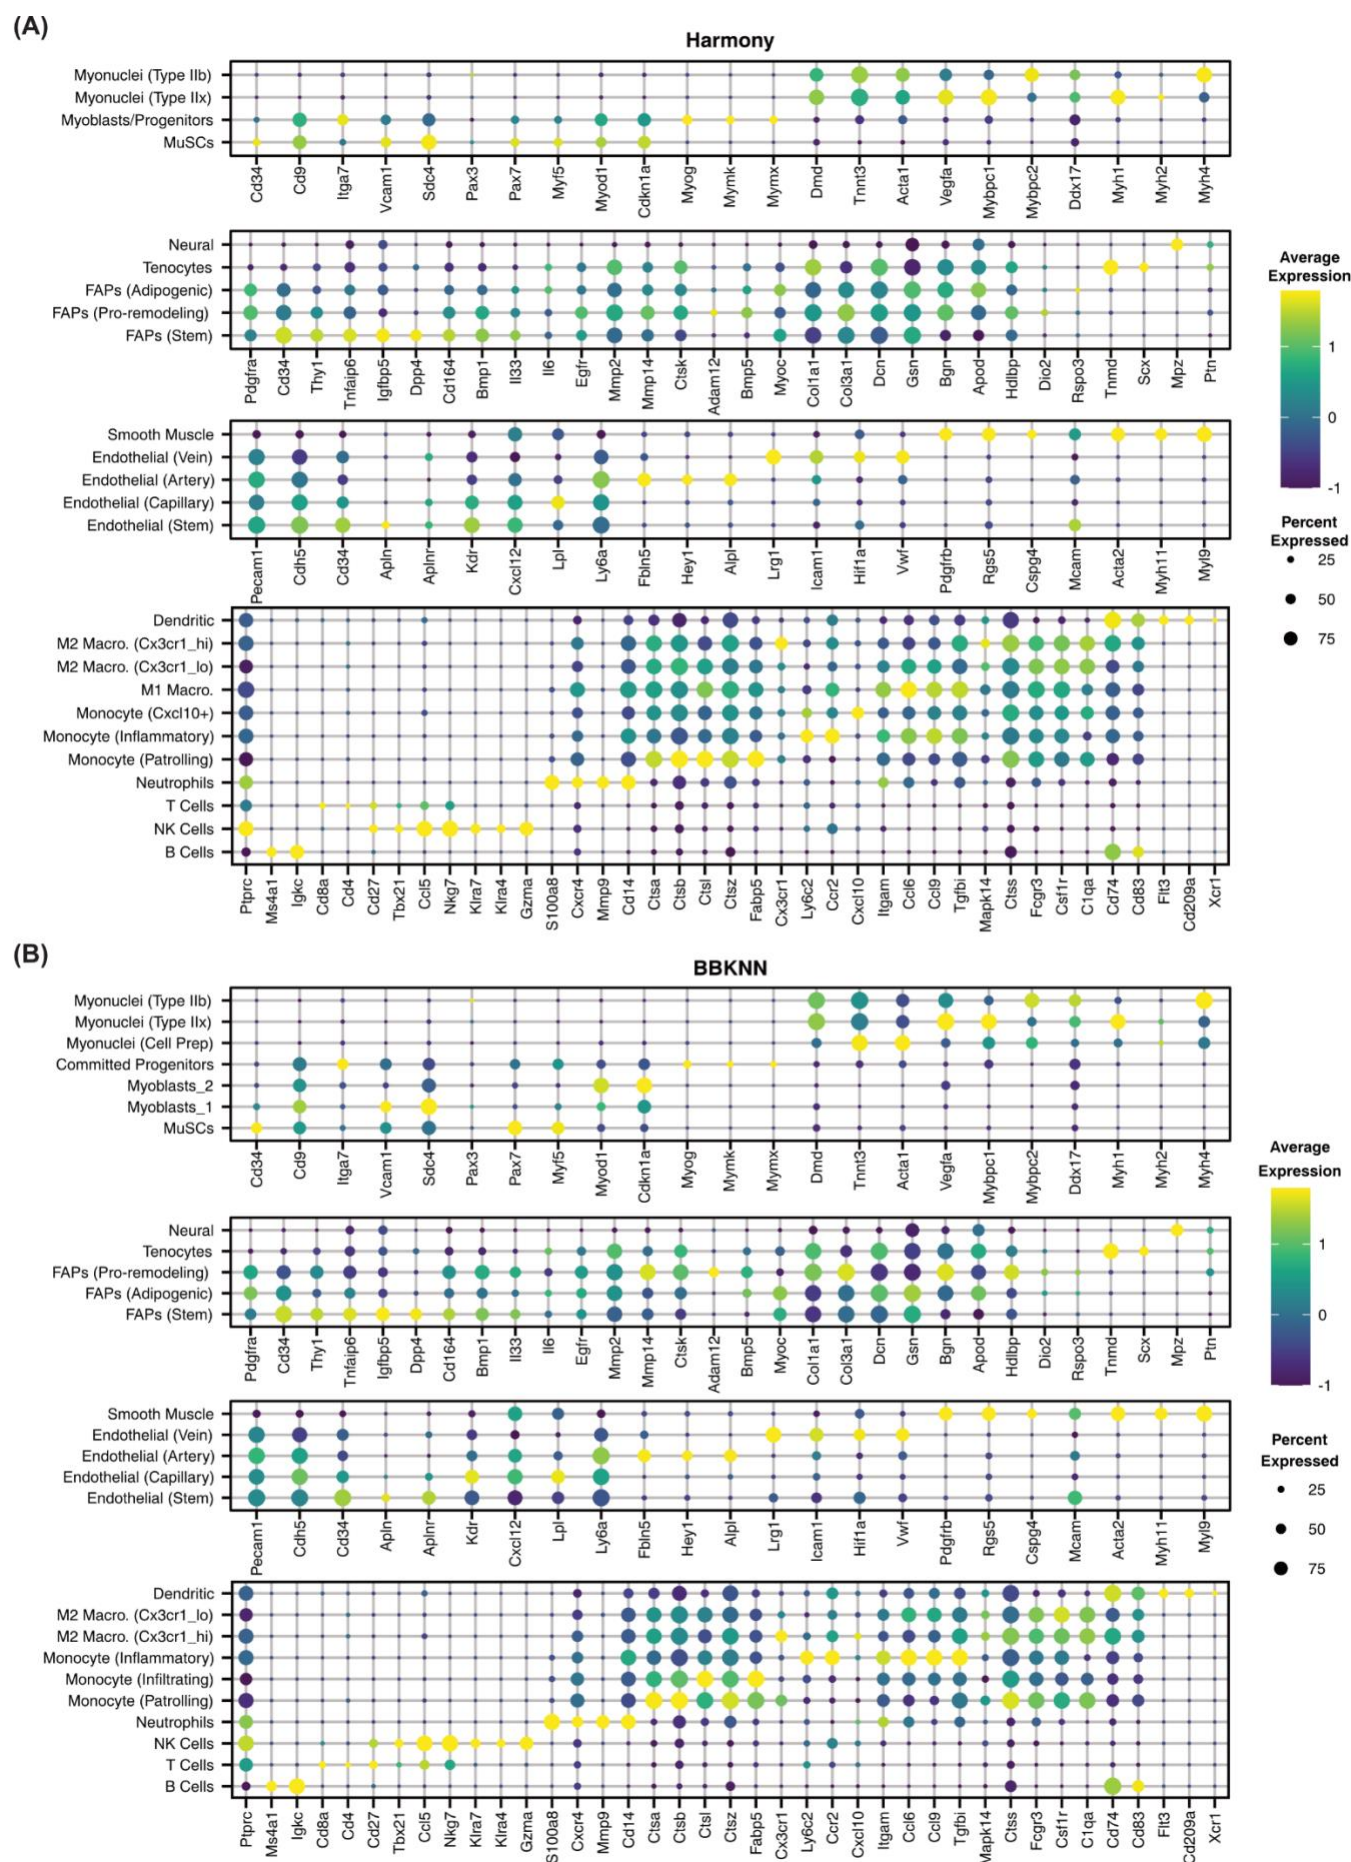 (A)
Harmony
Myonuclei (Type IIb)
Myonuclei (Type IIx)
Myoblasts/Progenitors
MuSCs
Cd34 Cd9 Itga7 Vcam1 Sdc4 Pax3 Pax7 Myf5 Myod1 Cdkn1a Myog Mymk Mymx Dmd Tnnt3 Acta1 Vegfa Mybpc1 Mybpc2 Ddx17 Myh1 Myh2 Myh4
Neural
Tenocytes
FAPs (Adipogenic)
FAPs (Pro-remodeling)
FAPs (Stem)
Pdgfra Cd34 Thy1 Tnfaip6 Igfbp5 Dpp4 Cd164 Bmp1 Il33 Il6 Egfr Mmp2 Mmp14 Ctsk Adam12 Bmp5 Myoc Col1a1 Col3a1 Dcn Gsn Bgn Apod Hdlbp Dio2 Rspo3 Tnmd Scx Mpz Ptn
Smooth Muscle
Endothelial (Vein)
Endothelial (Artery)
Endothelial (Capillary)
Endothelial (Stem)
Pecam1 Cdh5 Cd34 Apln Aplnr Kdr Cxcl12 Lpl Ly6a Fbln5 Hey1 Alpl Lrg1 Icam1 Hif1a Vwf Pdgfrb Rgs5 Cspg4 Mcam Acta2 Myh11 Myl9
Dendritic
M2 Macro. (Cx3cr1_hi)
M2 Macro. (Cx3cr1_lo)
M1 Macro.
Monocyte (Cxcl10+)
Monocyte (Inflammatory)
Monocyte (Patrolling)
Neutrophils
T Cells
NK Cells
B Cells
Ptprc Ms4a1 Igkc Cd8a Cd4 Cd27 Tbx21 Ccl5 Nkg7 Klra7 Klra4 Gzma S100a8 Cxcr4 Mmp9 Cd14 Ctsa Ctsb Ctsl Ctsz Fabp5 Cx3cr1 Ly6c2 Ccr2 Cxcl10 Itgam Ccl6 Ccl9 Tgfbi Mapk14 Ctss Fcgr3 Csf1r C1qa Cd74 Cd83 Flt3 Cd209a Xcr1
Average
Expression
1
0
-1
Percent
Expressed
25
50
75
(B)
BBKNN
Myonuclei (Type IIb)
Myonuclei (Type IIx)
Myonuclei (Cell Prep)
Committed Progenitors
Myoblasts_2
Myoblasts_1
MuSCs
Cd34 Cd9 Itga7 Vcam1 Sdc4 Pax3 Pax7 Myf5 Myod1 Cdkn1a Myog Mymk Mymx Dmd Tnnt3 Acta1 Vegfa Mybpc1 Mybpc2 Ddx17 Myh1 Myh2 Myh4
Neural
Tenocytes
FAPs (Pro-remodeling)
FAPs (Adipogenic)
FAPs (Stem)
Pdgfra Cd34 Thy1 Tnfaip6 Igfbp5 Dpp4 Cd164 Bmp1 Il33 Il6 Egfr Mmp2 Mmp14 Ctsk Adam12 Bmp5 Myoc Col1a1 Col3a1 Dcn Gsn Bgn Apod Hdlbp Dio2 Rspo3 Tnmd Scx Mpz Ptn
Smooth Muscle
Endothelial (Vein)
Endothelial (Artery)
Endothelial (Capillary)
Endothelial (Stem)
Pecam1 Cdh5 Cd34 Apln Aplnr Kdr Cxcl12 Lpl Ly6a Fbln5 Hey1 Alpl Lrg1 Icam1 Hif1a Vwf Pdgfrb Rgs5 Cspg4 Mcam Acta2 Myh11 Myl9
Dendritic
M2 Macro. (Cx3cr1_lo)
M2 Macro. (Cx3cr1_hi)
Monocyte (Inflammatory)
Monocyte (Infiltrating)
Monocyte (Patrolling)
Neutrophils
NK Cells
T Cells
B Cells
Ptprc Ms4a1 Igkc Cd8a Cd4 Cd27 Tbx21 Ccl5 Nkg7 Klra7 Klra4 Gzma S100a8 Cxcr4 Mmp9 Cd14 Ctsa Ctsb Ctsl Ctsz Fabp5 Cx3cr1 Ly6c2 Ccr2 Cxcl10 Itgam Ccl6 Ccl9 Tgfbi Mapk14 Ctss Fcgr3 Csf1r C1qa Cd74 Cd83 Flt3 Cd209a Xcr1
Average
Expression
1
0
-1
Percent
Expressed
25
50
75